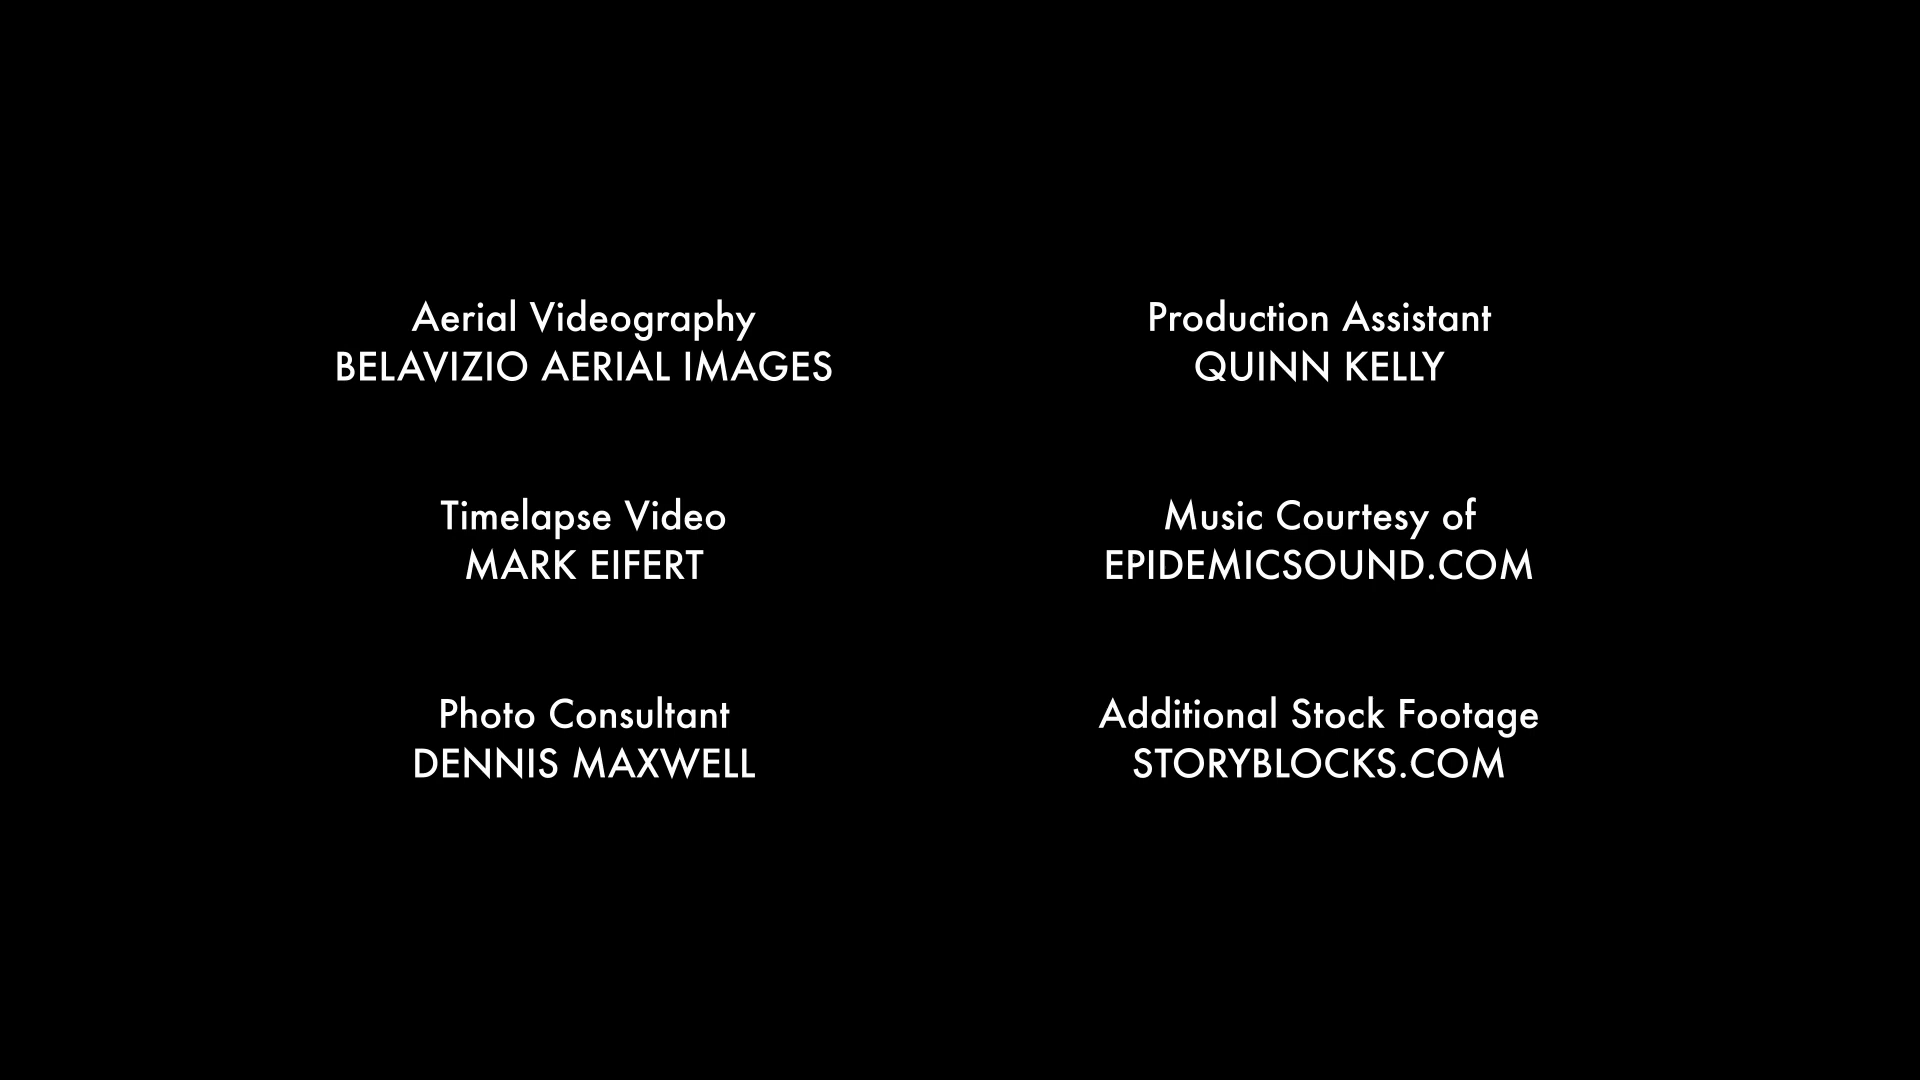 Aerial Videography
BELAVIZIO AERIAL IMAGES
Timelapse Video
MARK EIFERT
Photo Consultant
DENNIS MAXWELL
Production Assistant
QUINN KELLY
Music Courtesy of
EPIDEMICSOUND.COM
Additional Stock Footage
STORYBLOCKS.COM